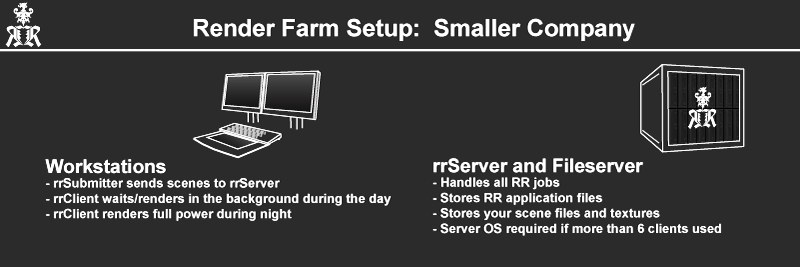 Render Farm Setup:  Smaller Company
Workstations
- rrSubmitter sends scenes to rrServer
- rrClient waits/renders in the background during the day
- rrClient renders full power during night
rrServer and Fileserver
- Handles all RR jobs
- Stores RR application files
- Stores your scene files and textures
- Server OS required if more than 6 clients used